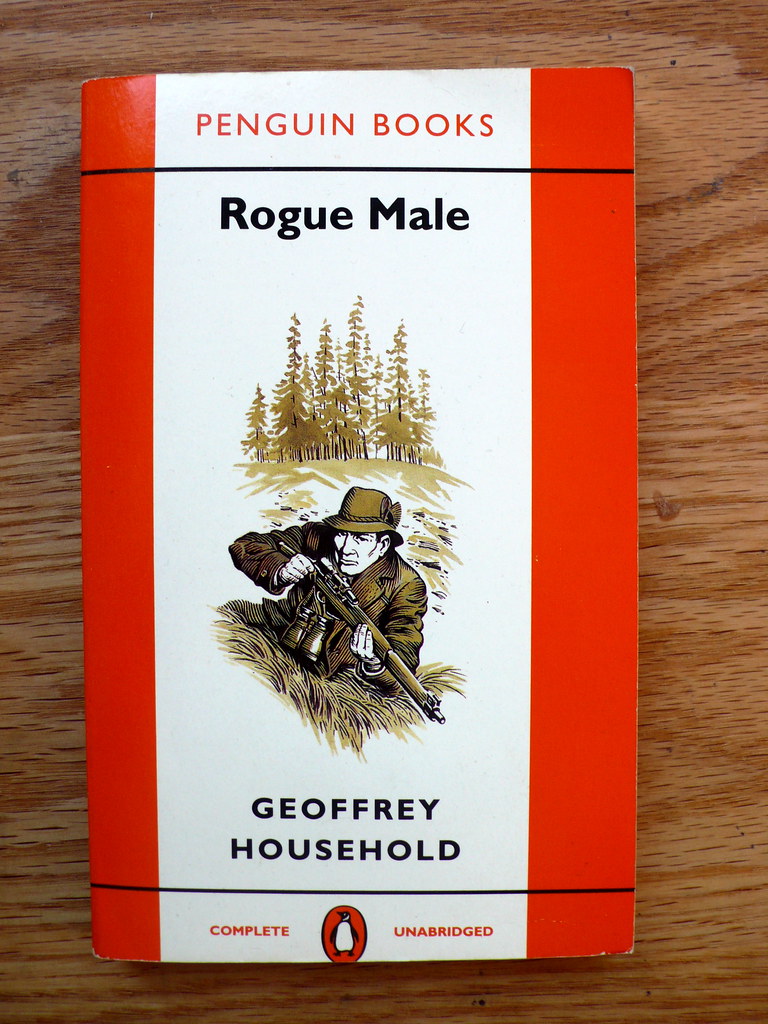 PENGUIN BOOKS
Rogue Male
GEOFFREY
HOUSEHOLD
COMPLETE UNABRIDGED